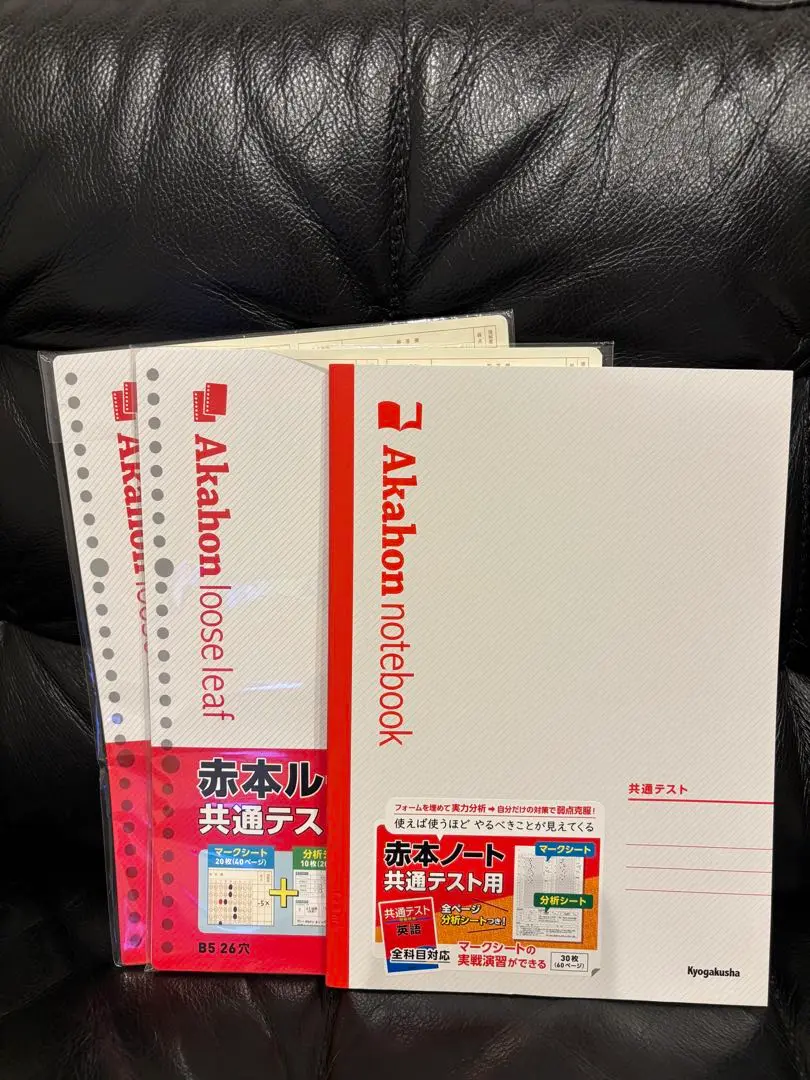 Akahon
Akahon loose leaf
赤本ル
共通テス
マークシート
20枚(40ページ)
分析
10枚
B5 26穴
Akahon notebook
共通テスト
フォームを埋めて実力分析➡自分だけの対策で弱点克服!
使えば使うほど やるべきことが見えてくる
赤本ノート
共通テスト用
マークシート
分析シート
共通テスト
英語
全ページ
分析シートつき!
全科目対応
マークシートの
実戦演習ができる
30枚
(60ページ)
Kyogakusha